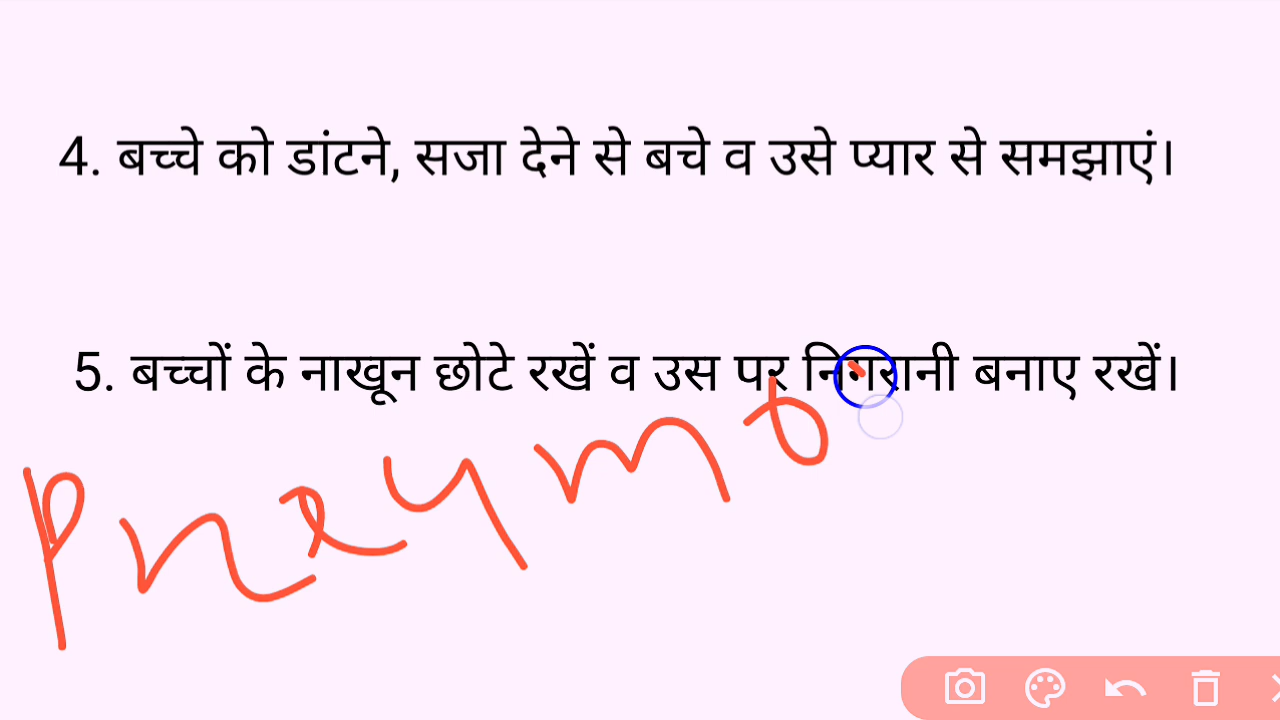 4. बच्चे को डांटने, सजा देने से बचे व उसे प्यार से समझाएं।
5. बच्चों के नाखून छोटे रखें व उस पर निगरानी बनाए रखें।